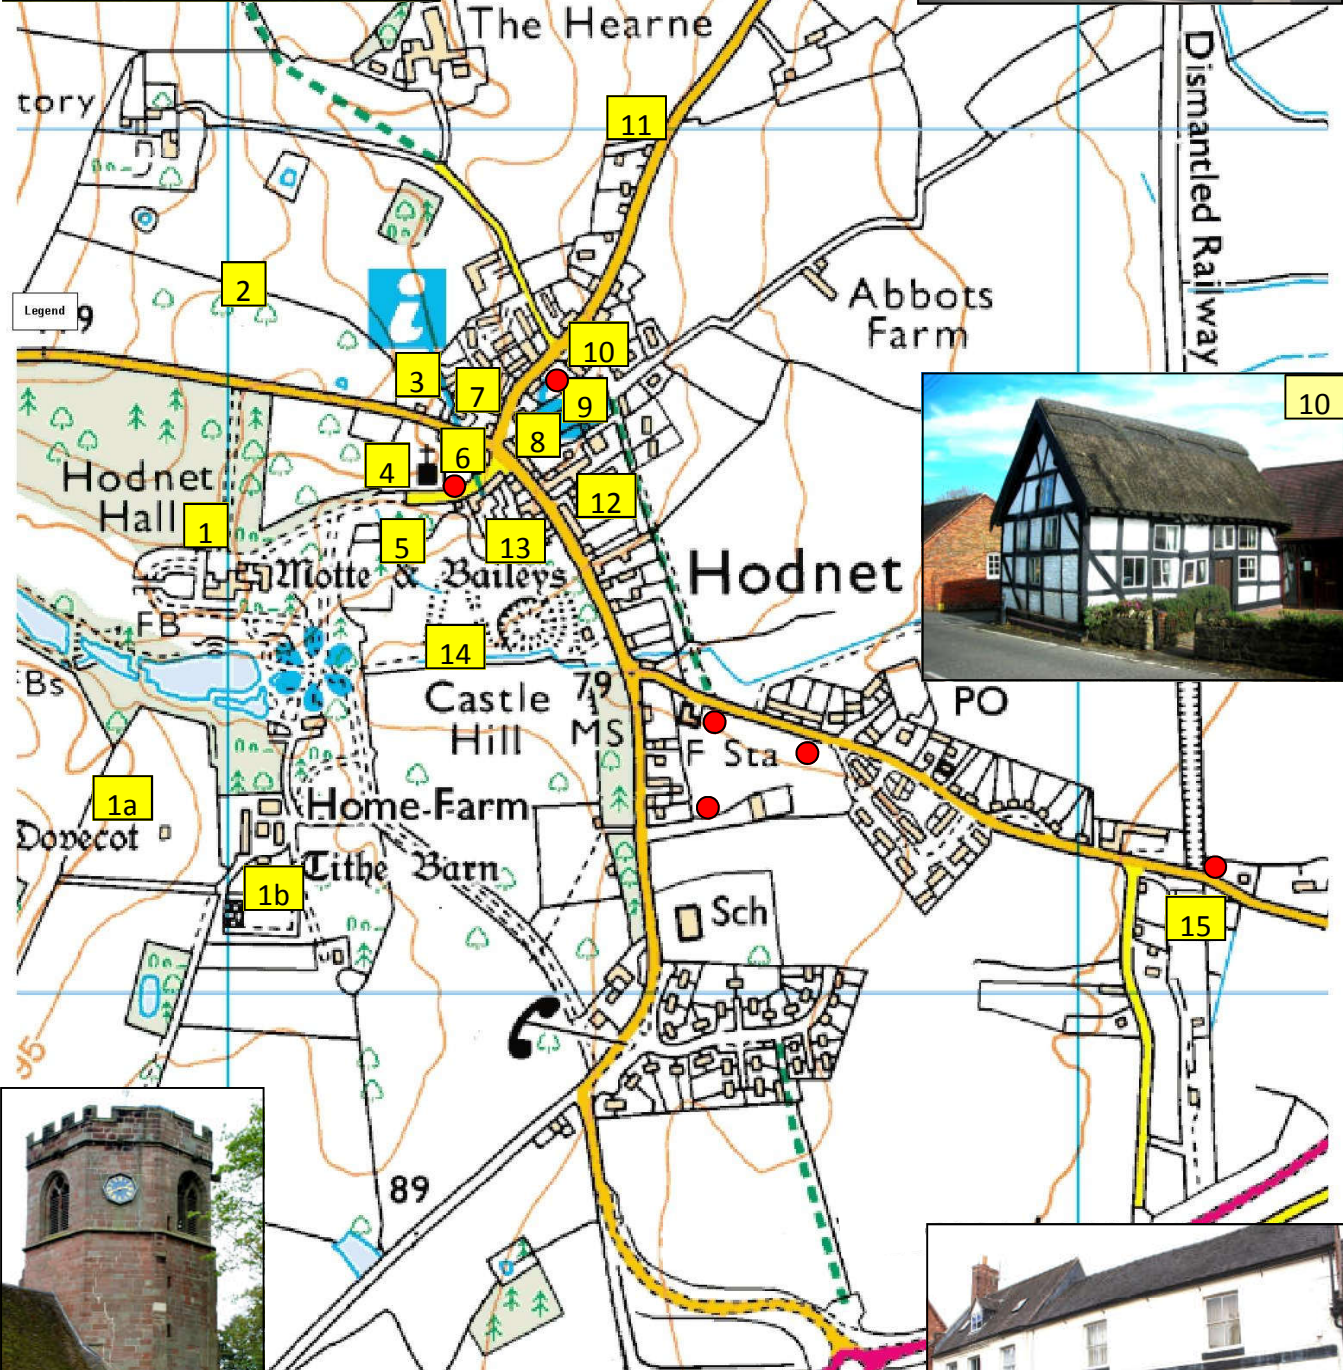 The Hearne
Dismantled Railway
tory
11
2
Legend
9
i
Abbots
Farm
10
3
7
9
10
8
6
4
Hodnet
Hall
1
12
5
13
Motte & Baileys
Hodnet
FB
14
Bs
Castle
Hill
79
MS
PO
F Sta
1a
Home Farm
Dovecot
Tithe Barn
1b
Sch
15
95
89